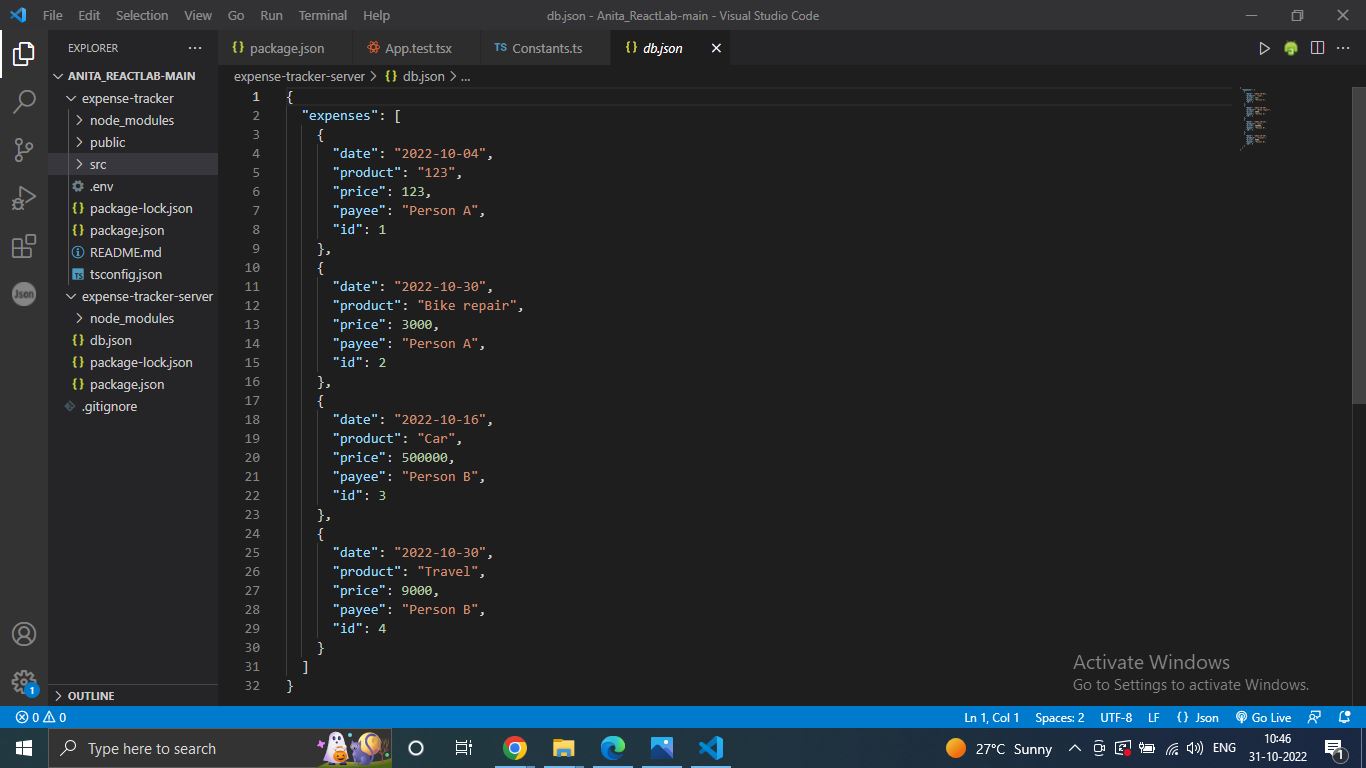 File Edit Selection View Go Run Terminal Help
db.json - Anita_ReactLab-main - Visual Studio Code
EXPLORER
ANITA_REACTLAB-MAIN
expense-tracker
node_modules
public
src
.env
package-lock.json
package.json
README.md
tsconfig.json
expense-tracker-server
node_modules
db.json
package-lock.json
package.json
.gitignore
OUTLINE
Json
1
{} package.json
App.test.tsx
TS Constants.ts
{} db.json
expense-tracker-server > {} db.json > ...
1 {
2 "expenses": [
3 {
4 "date": "2022-10-04",
5 "product": "123",
6 "price": 123,
7 "payee": "Person A",
8 "id": 1
9 },
10 {
11 "date": "2022-10-30",
12 "product": "Bike repair",
13 "price": 3000,
14 "payee": "Person A",
15 "id": 2
16 },
17 {
18 "date": "2022-10-16",
19 "product": "Car",
20 "price": 500000,
21 "payee": "Person B",
22 "id": 3
23 },
24 {
25 "date": "2022-10-30",
26 "product": "Travel",
27 "price": 9000,
28 "payee": "Person B",
29 "id": 4
30 }
31 ]
32 }
Activate Windows
Go to Settings to activate Windows.
0 0
Ln 1, Col 1 Spaces: 2 UTF-8 LF {} Json Go Live
Type here to search
27°C Sunny
ENG
10:46
31-10-2022
1